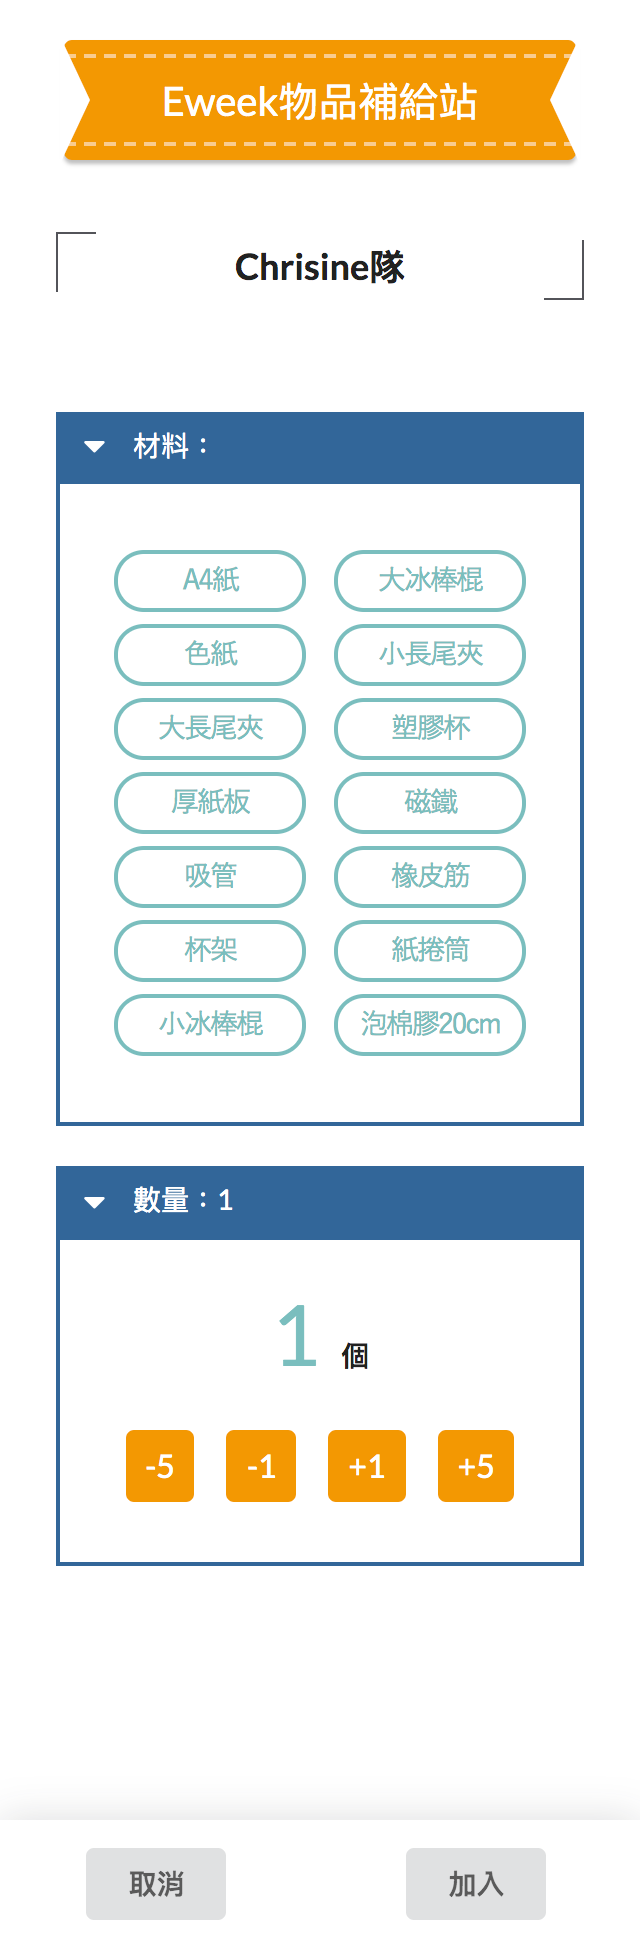 Eweek物品補給站
Chrisine隊
材料：
A4紙 大冰棒棍
色紙 小長尾夾
大長尾夾 塑膠杯
厚紙板 磁鐵
吸管 橡皮筋
杯架 紙捲筒
小冰棒棍 泡棉膠20cm
數量：1
1 個
-5 -1 +1 +5
取消 加入